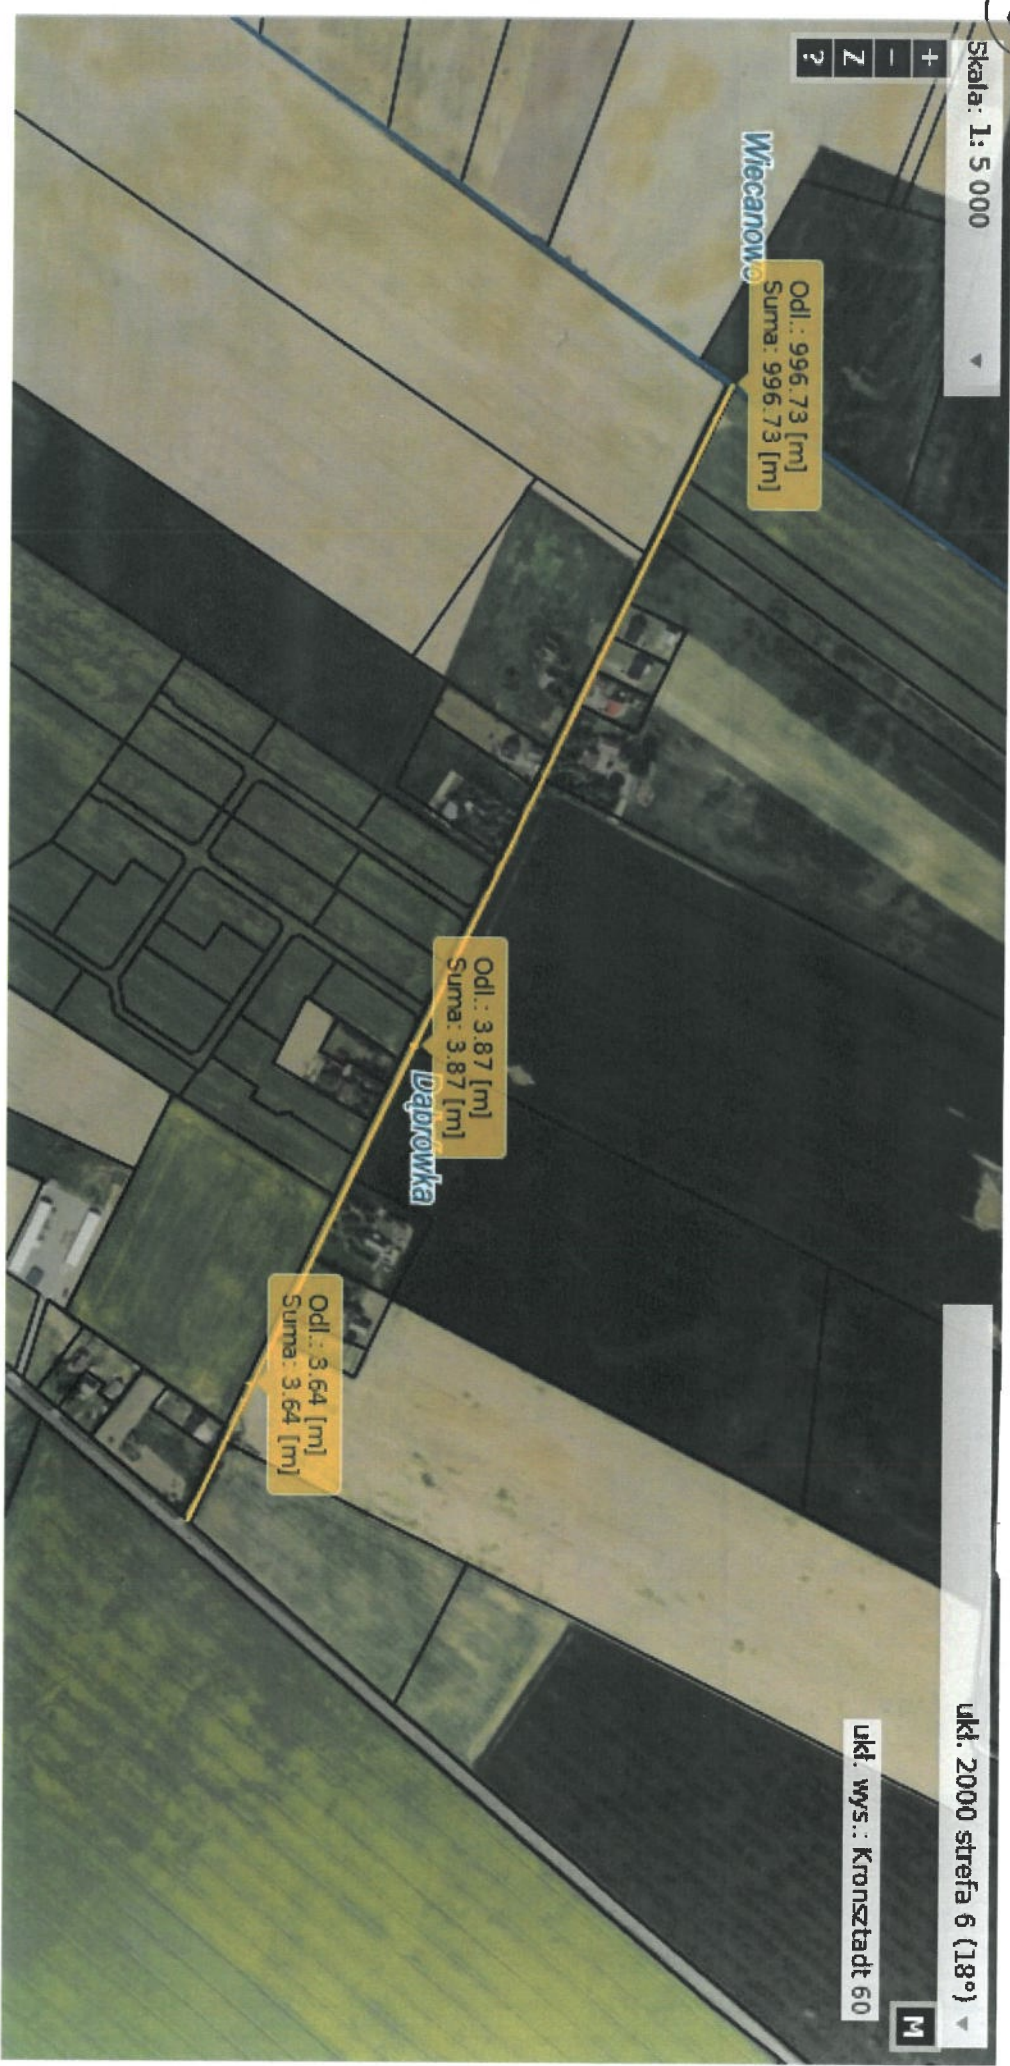 Skala: 1: 5 000
+
−
Z
?
Wiecanowo
Odl.: 996.73 [m]
Suma: 996.73 [m]
Odl.: 3.87 [m]
Suma: 3.87 [m]
Dąbrówka
Odl.: 3.64 [m]
Suma: 3.64 [m]
ukł. 2000 strefa 6 (18°)
ukł. wys.: Kronsztadt 60
M